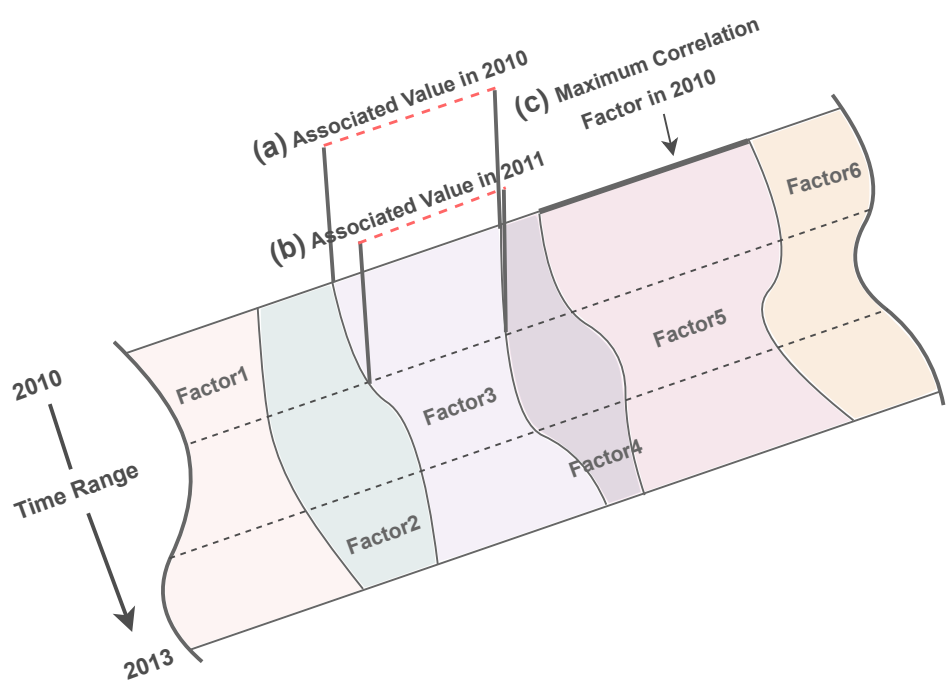 (a) Associated Value in 2010
(b) Associated Value in 2011
(c) Maximum Correlation
Factor in 2010
Factor6
Factor5
Factor1
Factor3
Factor4
Factor2
2010
Time Range
2013